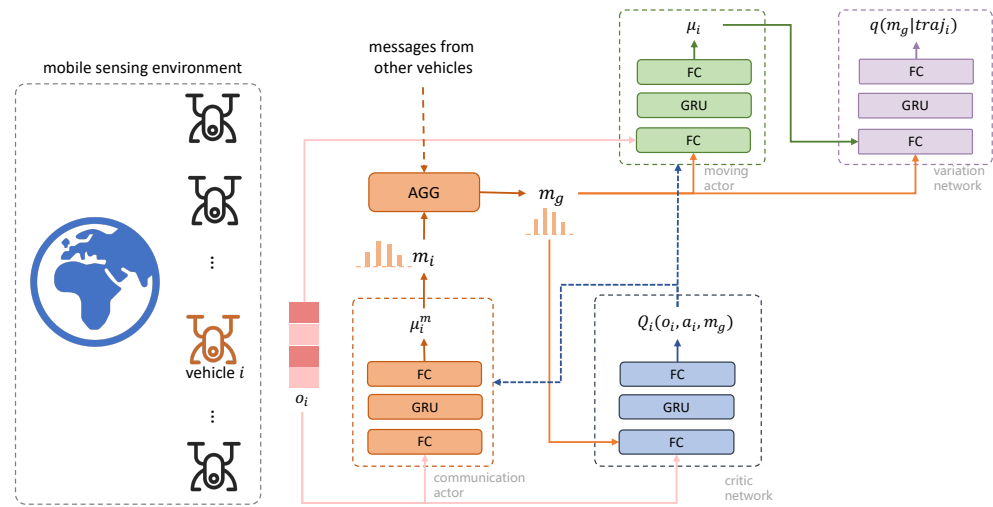 mobile sensing environment
...
vehicle i
...
o_i
messages from
other vehicles
AGG
m_i
m_g
μ_i^m
FC
GRU
FC
communication
actor
μ_i
FC
GRU
FC
moving
actor
q(m_g|traj_i)
FC
GRU
FC
variation
network
Q_i(o_i, a_i, m_g)
FC
GRU
FC
critic
network